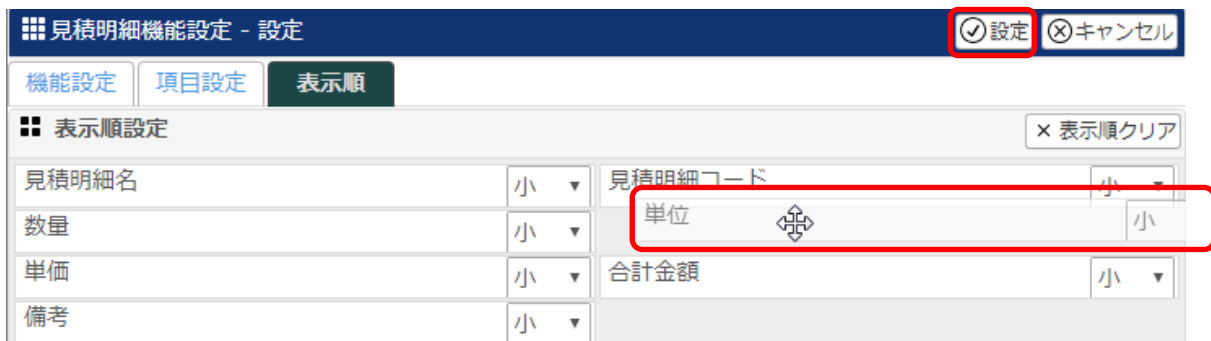 見積明細機能設定 - 設定 設定 キャンセル
機能設定 項目設定 表示順
表示順設定 × 表示順クリア
見積明細名 小 見積明細コード 小
単位 小
数量 小
単価 小 合計金額 小
備考 小